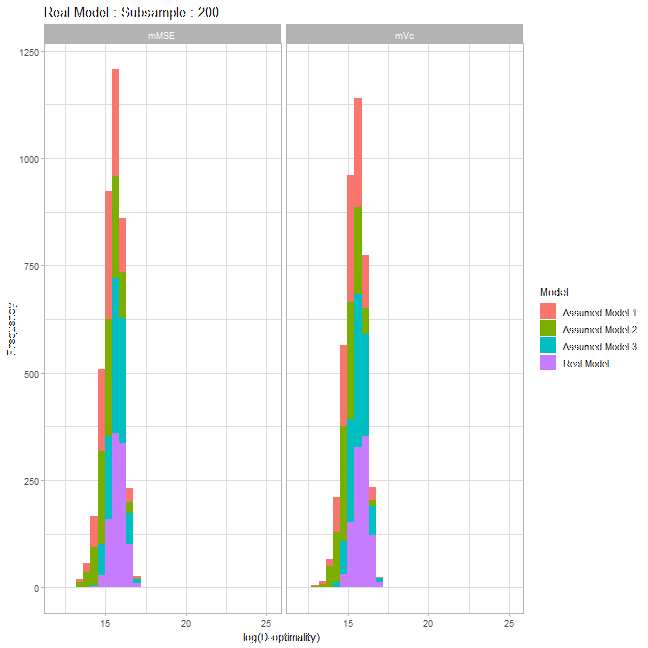 Real Model : Subsample : 200
mMSE
mVc
1250
1000
750
500
250
0
Frequency
15
20
25
15
20
25
log(D-optimality)
Model
Assumed Model 1
Assumed Model 2
Assumed Model 3
Real Model